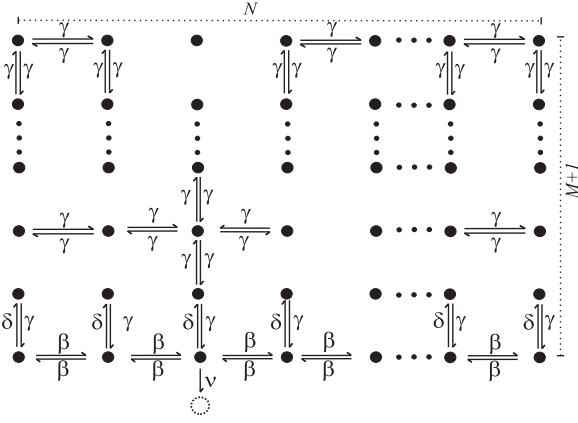 N
γ γ γ
γ γ γ
γ γ γ γ γ γ γ γ γ γ
M+1
γ γ
γ γ γ γ
γ γ γ γ
γ γ
δ γ δ γ δ γ δ γ δ γ δ γ
β β β β β
β β β β β
ν